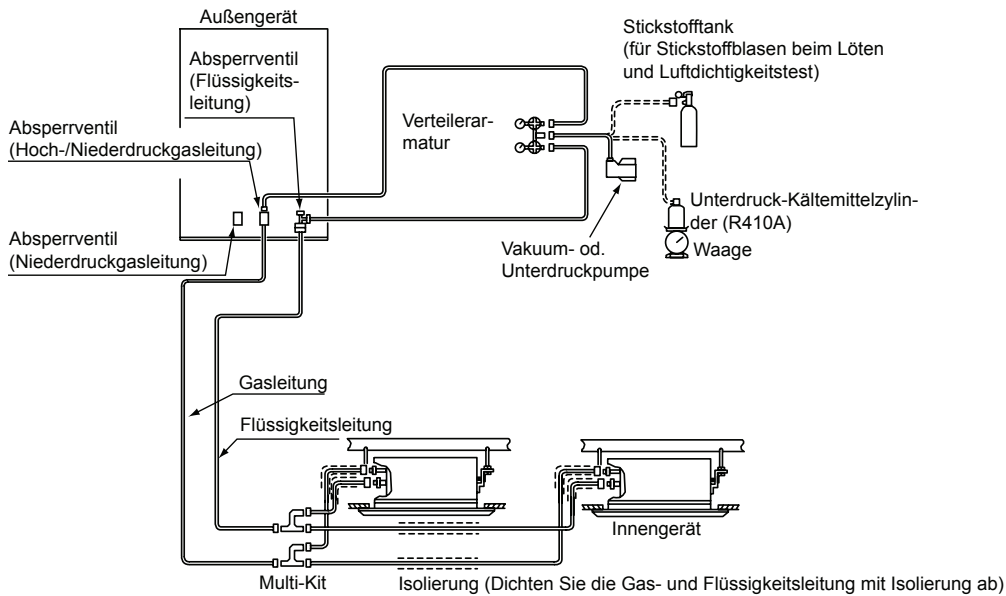 Außengerät
Absperrventil
(Flüssigkeits-
leitung)
Absperrventil
(Hoch-/Niederdruckgasleitung)
Absperrventil
(Niederdruckgasleitung)
Verteilerar-
matur
Stickstofftank
(für Stickstoffblasen beim Löten
und Luftdichtigkeitstest)
Unterdruck-Kältemittelzylin-
der (R410A)
Waage
Vakuum- od.
Unterdruckpumpe
Gasleitung
Flüssigkeitsleitung
Innengerät
Multi-Kit
Isolierung (Dichten Sie die Gas- und Flüssigkeitsleitung mit Isolierung ab)